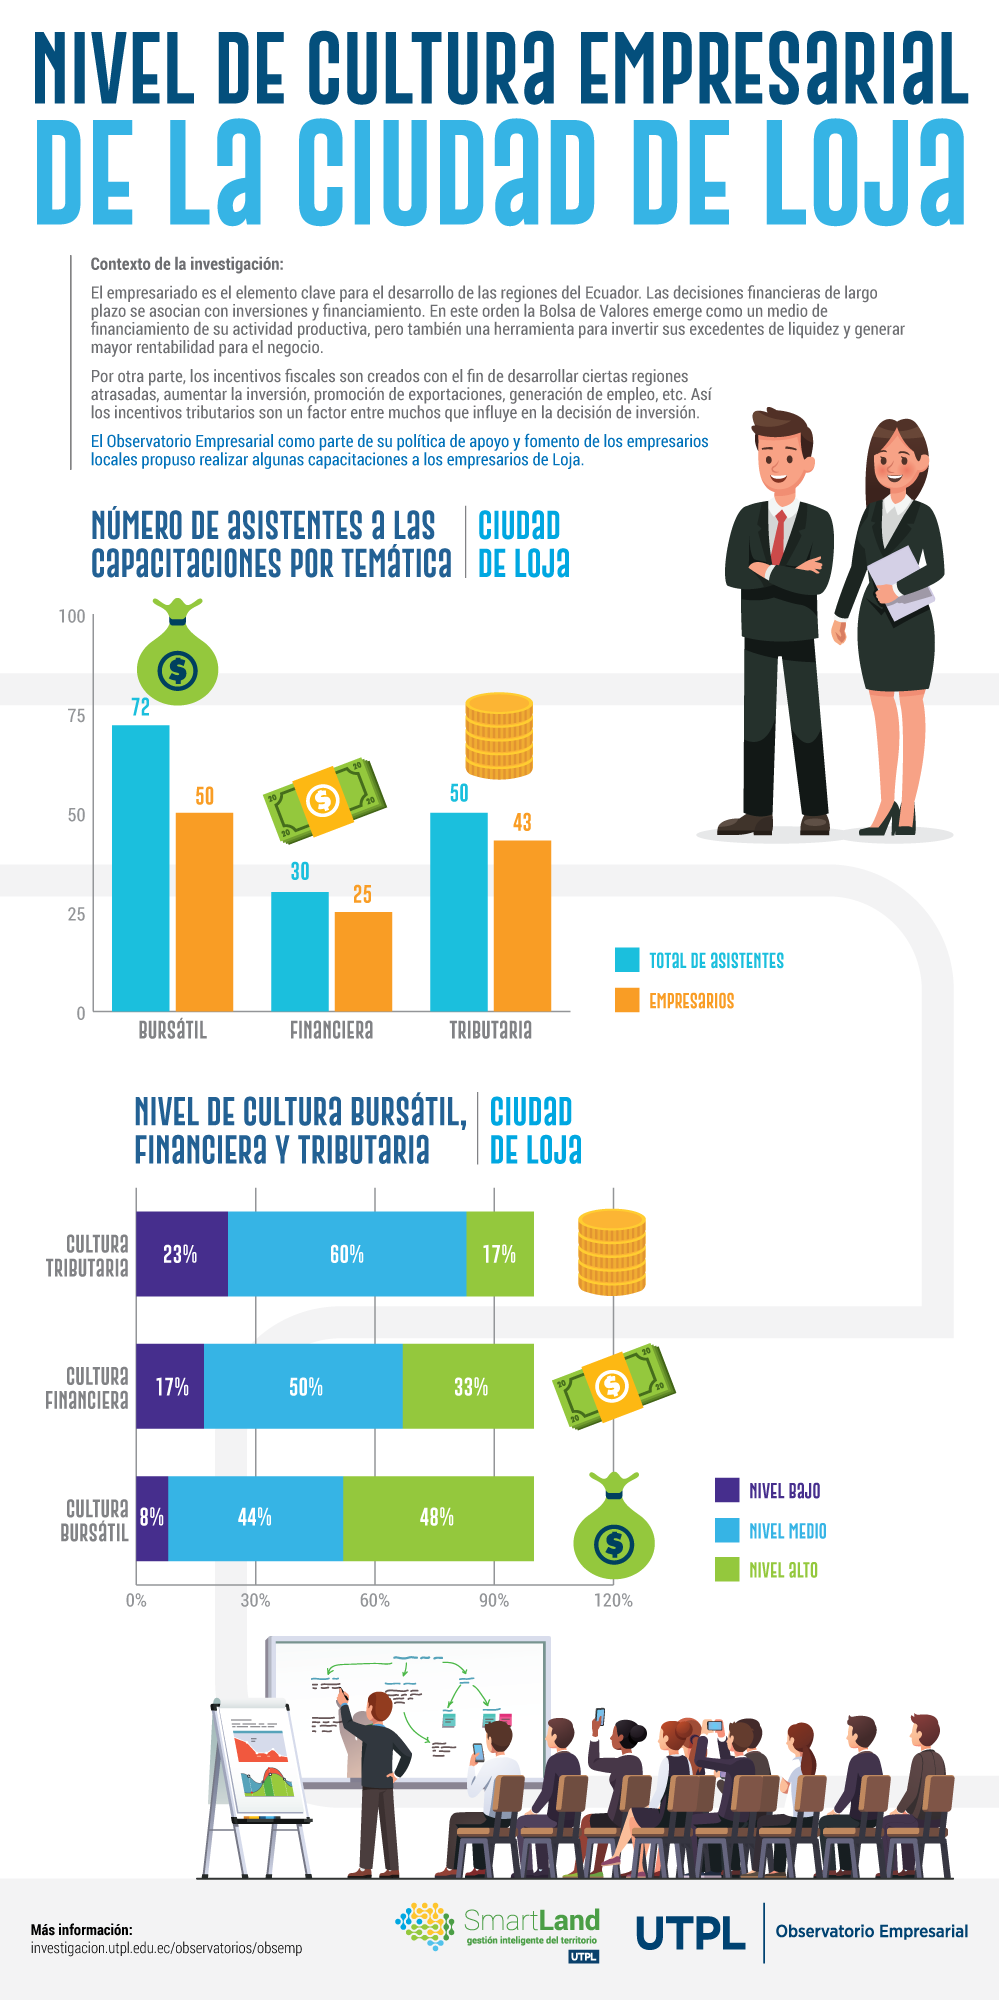 NIVEL DE CULTURA EMPRESARIAL
DE LA CIUDAD DE LOJA
Contexto de la investigación:
El empresariado es el elemento clave para el desarrollo de las regiones del Ecuador. Las decisiones financieras de largo
plazo se asocian con inversiones y financiamiento. En este orden la Bolsa de Valores emerge como un medio de
financiamiento de su actividad productiva, pero también una herramienta para invertir sus excedentes de liquidez y generar
mayor rentabilidad para el negocio.
Por otra parte, los incentivos fiscales son creados con el fin de desarrollar ciertas regiones
atrasadas, aumentar la inversión, promoción de exportaciones, generación de empleo, etc. Así
los incentivos tributarios son un factor entre muchos que influye en la decisión de inversión.
El Observatorio Empresarial como parte de su política de apoyo y fomento de los empresarios
locales propuso realizar algunas capacitaciones a los empresarios de Loja.
NÚMERO DE ASISTENTES A LAS
CAPACITACIONES POR TEMÁTICA
CIUDAD
DE LOJA
100
75
50
25
0
$
72
50
20
20
$
20
20
30
25
50
43
BURSÁTIL
FINANCIERA
TRIBUTARIA
TOTAL DE ASISTENTES
EMPRESARIOS
NIVEL DE CULTURA BURSÁTIL,
FINANCIERA Y TRIBUTARIA
CIUDAD
DE LOJA
CULTURA
TRIBUTARIA
23%
60%
17%
CULTURA
FINANCIERA
17%
50%
33%
20
20
$
20
20
CULTURA
BURSÁTIL
8%
44%
48%
$
NIVEL BAJO
NIVEL MEDIO
NIVEL ALTO
0%
30%
60%
90%
120%
Más información:
investigacion.utpl.edu.ec/observatorios/obsemp
SmartLand
gestión inteligente del territorio
UTPL
UTPL
Observatorio Empresarial